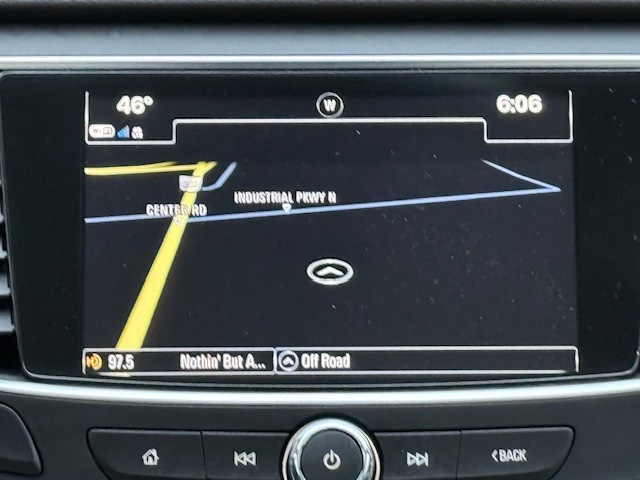 46° W 6:06
INDUSTRIAL PKWY N
CENTER RD
97.5 Nothin' But A... Off Road
BACK